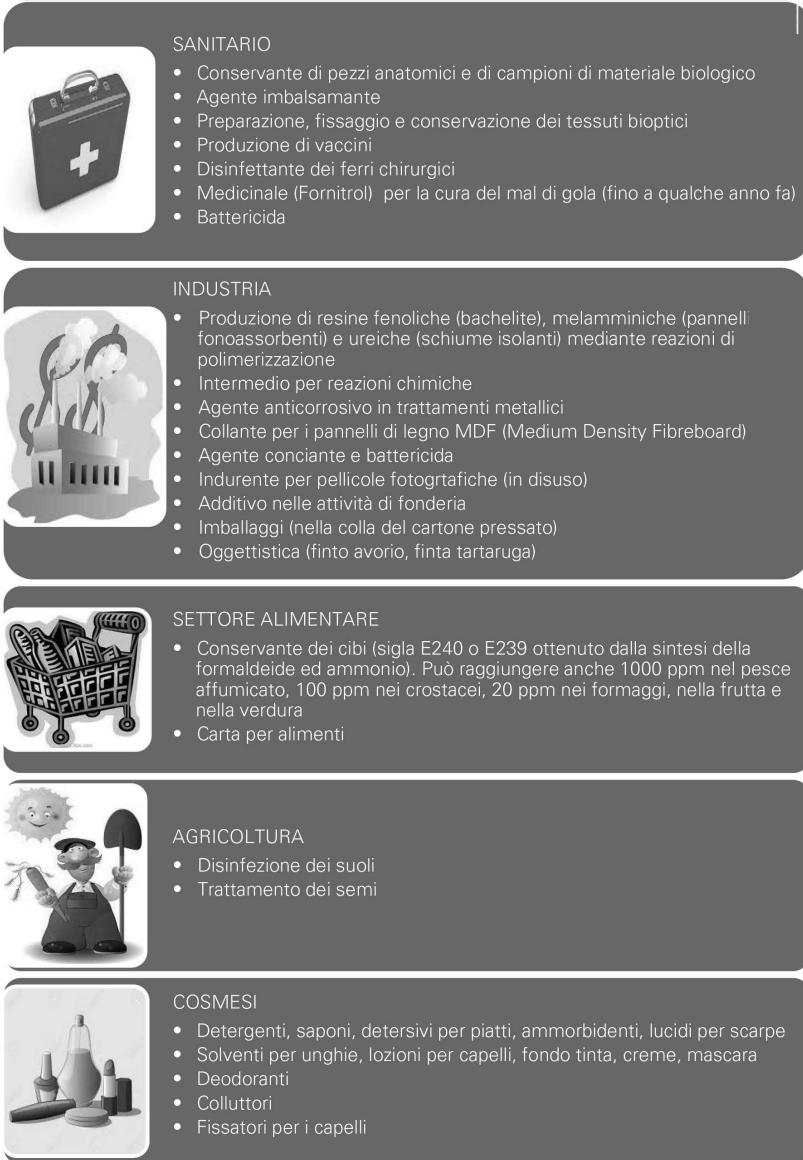 SANITARIO
• Conservante di pezzi anatomici e di campioni di materiale biologico
• Agente imbalsamante
• Preparazione, fissaggio e conservazione dei tessuti bioptici
• Produzione di vaccini
• Disinfettante dei ferri chirurgici
• Medicinale (Fornitrol) per la cura del mal di gola (fino a qualche anno fa)
• Battericida
INDUSTRIA
• Produzione di resine fenoliche (bachelite), melamminiche (pannelli
fonoassorbenti) e ureiche (schiume isolanti) mediante reazioni di
polimerizzazione
• Intermedio per reazioni chimiche
• Agente anticorrosivo in trattamenti metallici
• Collante per i pannelli di legno MDF (Medium Density Fibreboard)
• Agente conciante e battericida
• Indurente per pellicole fotogrtafiche (in disuso)
• Additivo nelle attività di fonderia
• Imballaggi (nella colla del cartone pressato)
• Oggettistica (finto avorio, finta tartaruga)
SETTORE ALIMENTARE
• Conservante dei cibi (sigla E240 o E239 ottenuto dalla sintesi della
formaldeide ed ammonio). Può raggiungere anche 1000 ppm nel pesce
affumicato, 100 ppm nei crostacei, 20 ppm nei formaggi, nella frutta e
nella verdura
• Carta per alimenti
AGRICOLTURA
• Disinfezione dei suoli
• Trattamento dei semi
COSMESI
• Detergenti, saponi, detersivi per piatti, ammorbidenti, lucidi per scarpe
• Solventi per unghie, lozioni per capelli, fondo tinta, creme, mascara
• Deodoranti
• Colluttori
• Fissatori per i capelli